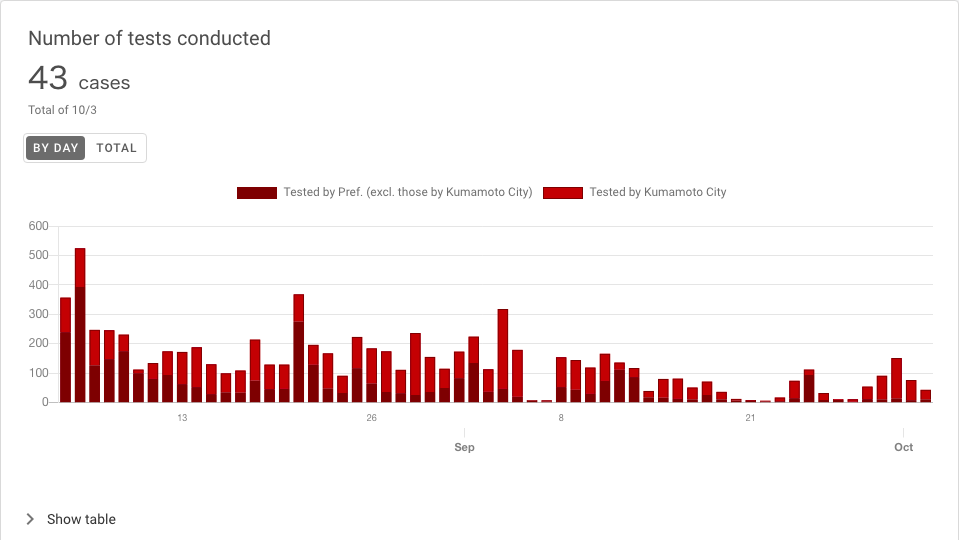 Number of tests conducted
43 cases
Total of 10/3
BY DAY TOTAL
Tested by Pref. (excl. those by Kumamoto City) Tested by Kumamoto City
600
500
400
300
200
100
0
13 26 8 21
Sep Oct
Show table